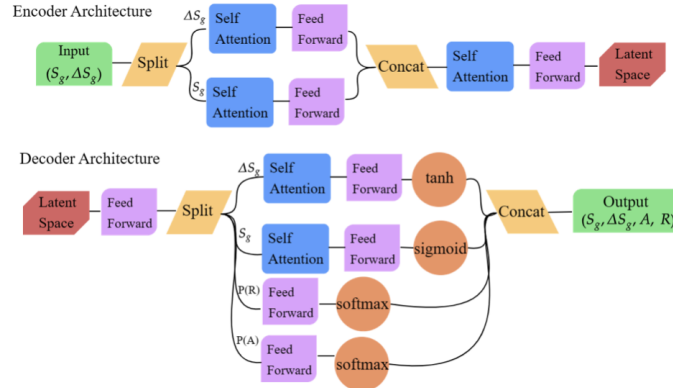 Encoder Architecture
Input
(S_g, ΔS_g)
Split
ΔS_g
Self
Attention
Feed
Forward
S_g
Self
Attention
Feed
Forward
Concat
Self
Attention
Feed
Forward
Latent
Space
Decoder Architecture
Latent
Space
Feed
Forward
Split
ΔS_g
Self
Attention
Feed
Forward
tanh
S_g
Self
Attention
Feed
Forward
sigmoid
P(R)
Feed
Forward
softmax
P(A)
Feed
Forward
softmax
Concat
Output
(S_g, ΔS_g, A, R)